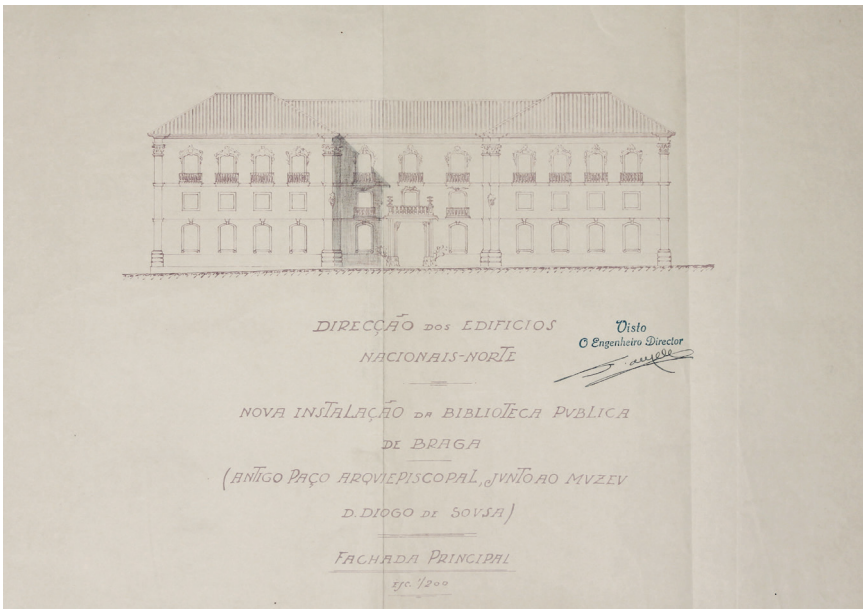 DIRECÇÃO DOS EDIFICIOS
NACIONAIS-NORTE
Visto
O Engenheiro Director
NOVA INSTALAÇÃO DA BIBLIOTECA PVBLICA
DE BRAGA
(ANTIGO PAÇO ARQVIEPISCOPAL, JVNTO AO MVZEV
D. DIOGO DE SOVSA)
FACHADA PRINCIPAL
ESC. 1/200